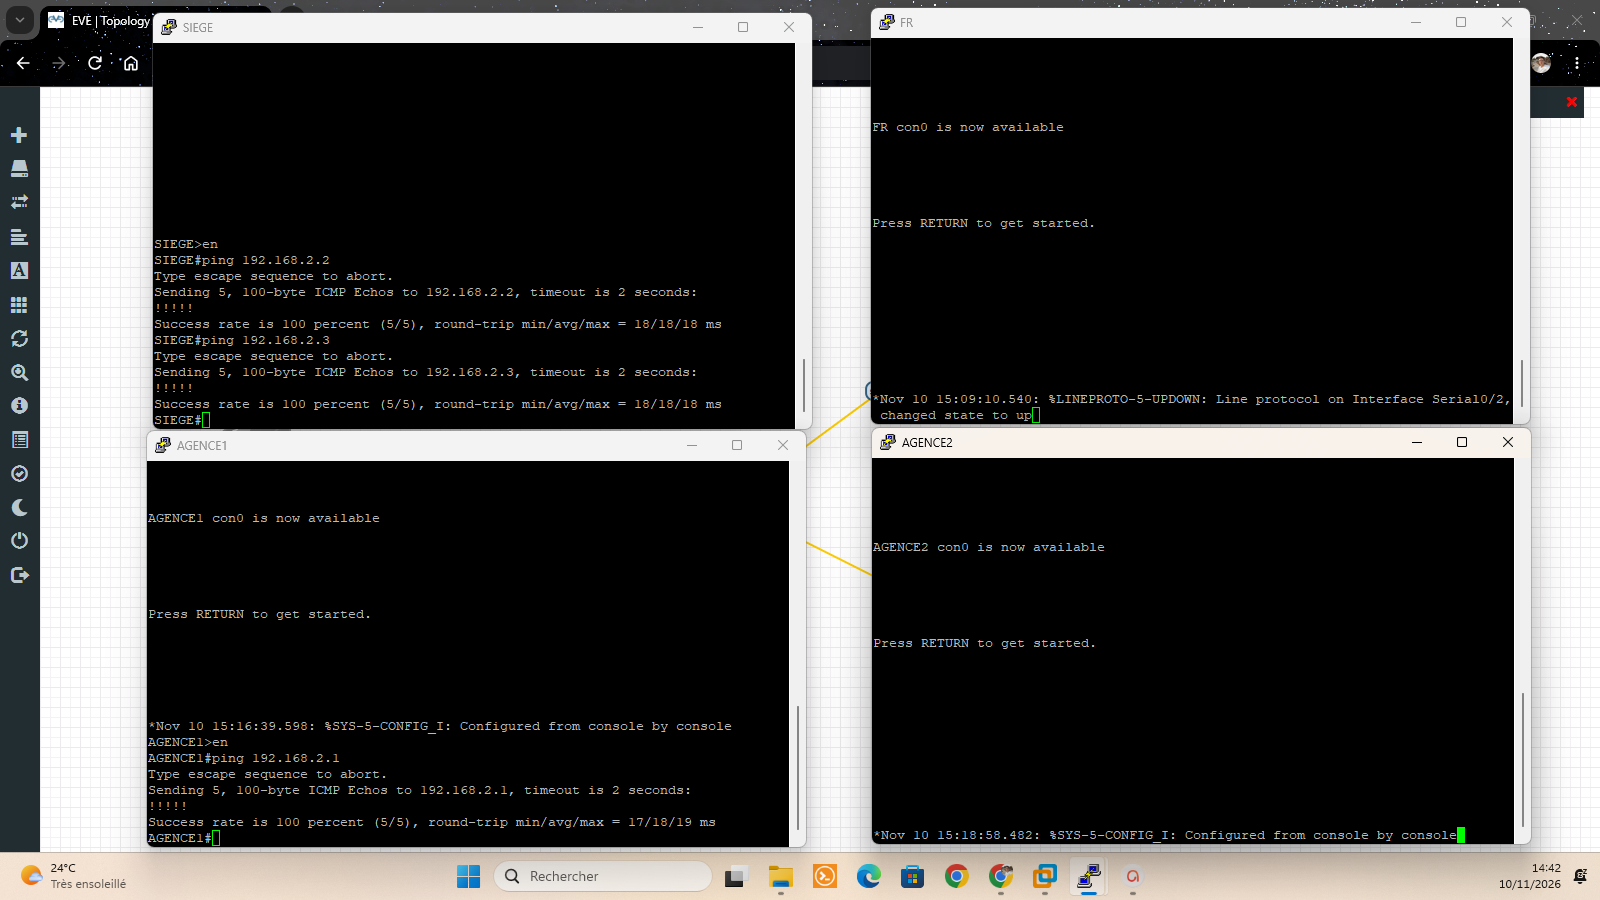 EVE | Topology
SIEGE
SIEGE>en
SIEGE#ping 192.168.2.2
Type escape sequence to abort.
Sending 5, 100-byte ICMP Echos to 192.168.2.2, timeout is 2 seconds:
!!!!!
Success rate is 100 percent (5/5), round-trip min/avg/max = 18/18/18 ms
SIEGE#ping 192.168.2.3
Type escape sequence to abort.
Sending 5, 100-byte ICMP Echos to 192.168.2.3, timeout is 2 seconds:
!!!!!
Success rate is 100 percent (5/5), round-trip min/avg/max = 18/18/18 ms
SIEGE#
FR
FR con0 is now available
Press RETURN to get started.
*Nov 10 15:09:10.540: %LINEPROTO-5-UPDOWN: Line protocol on Interface Serial0/2,
changed state to up
AGENCE1
AGENCE1 con0 is now available
Press RETURN to get started.
*Nov 10 15:16:39.598: %SYS-5-CONFIG_I: Configured from console by console
AGENCE1>en
AGENCE1#ping 192.168.2.1
Type escape sequence to abort.
Sending 5, 100-byte ICMP Echos to 192.168.2.1, timeout is 2 seconds:
!!!!!
Success rate is 100 percent (5/5), round-trip min/avg/max = 17/18/19 ms
AGENCE1#
AGENCE2
AGENCE2 con0 is now available
Press RETURN to get started.
*Nov 10 15:18:58.482: %SYS-5-CONFIG_I: Configured from console by console
24°C
Très ensoleillé
Rechercher
14:42
10/11/2026